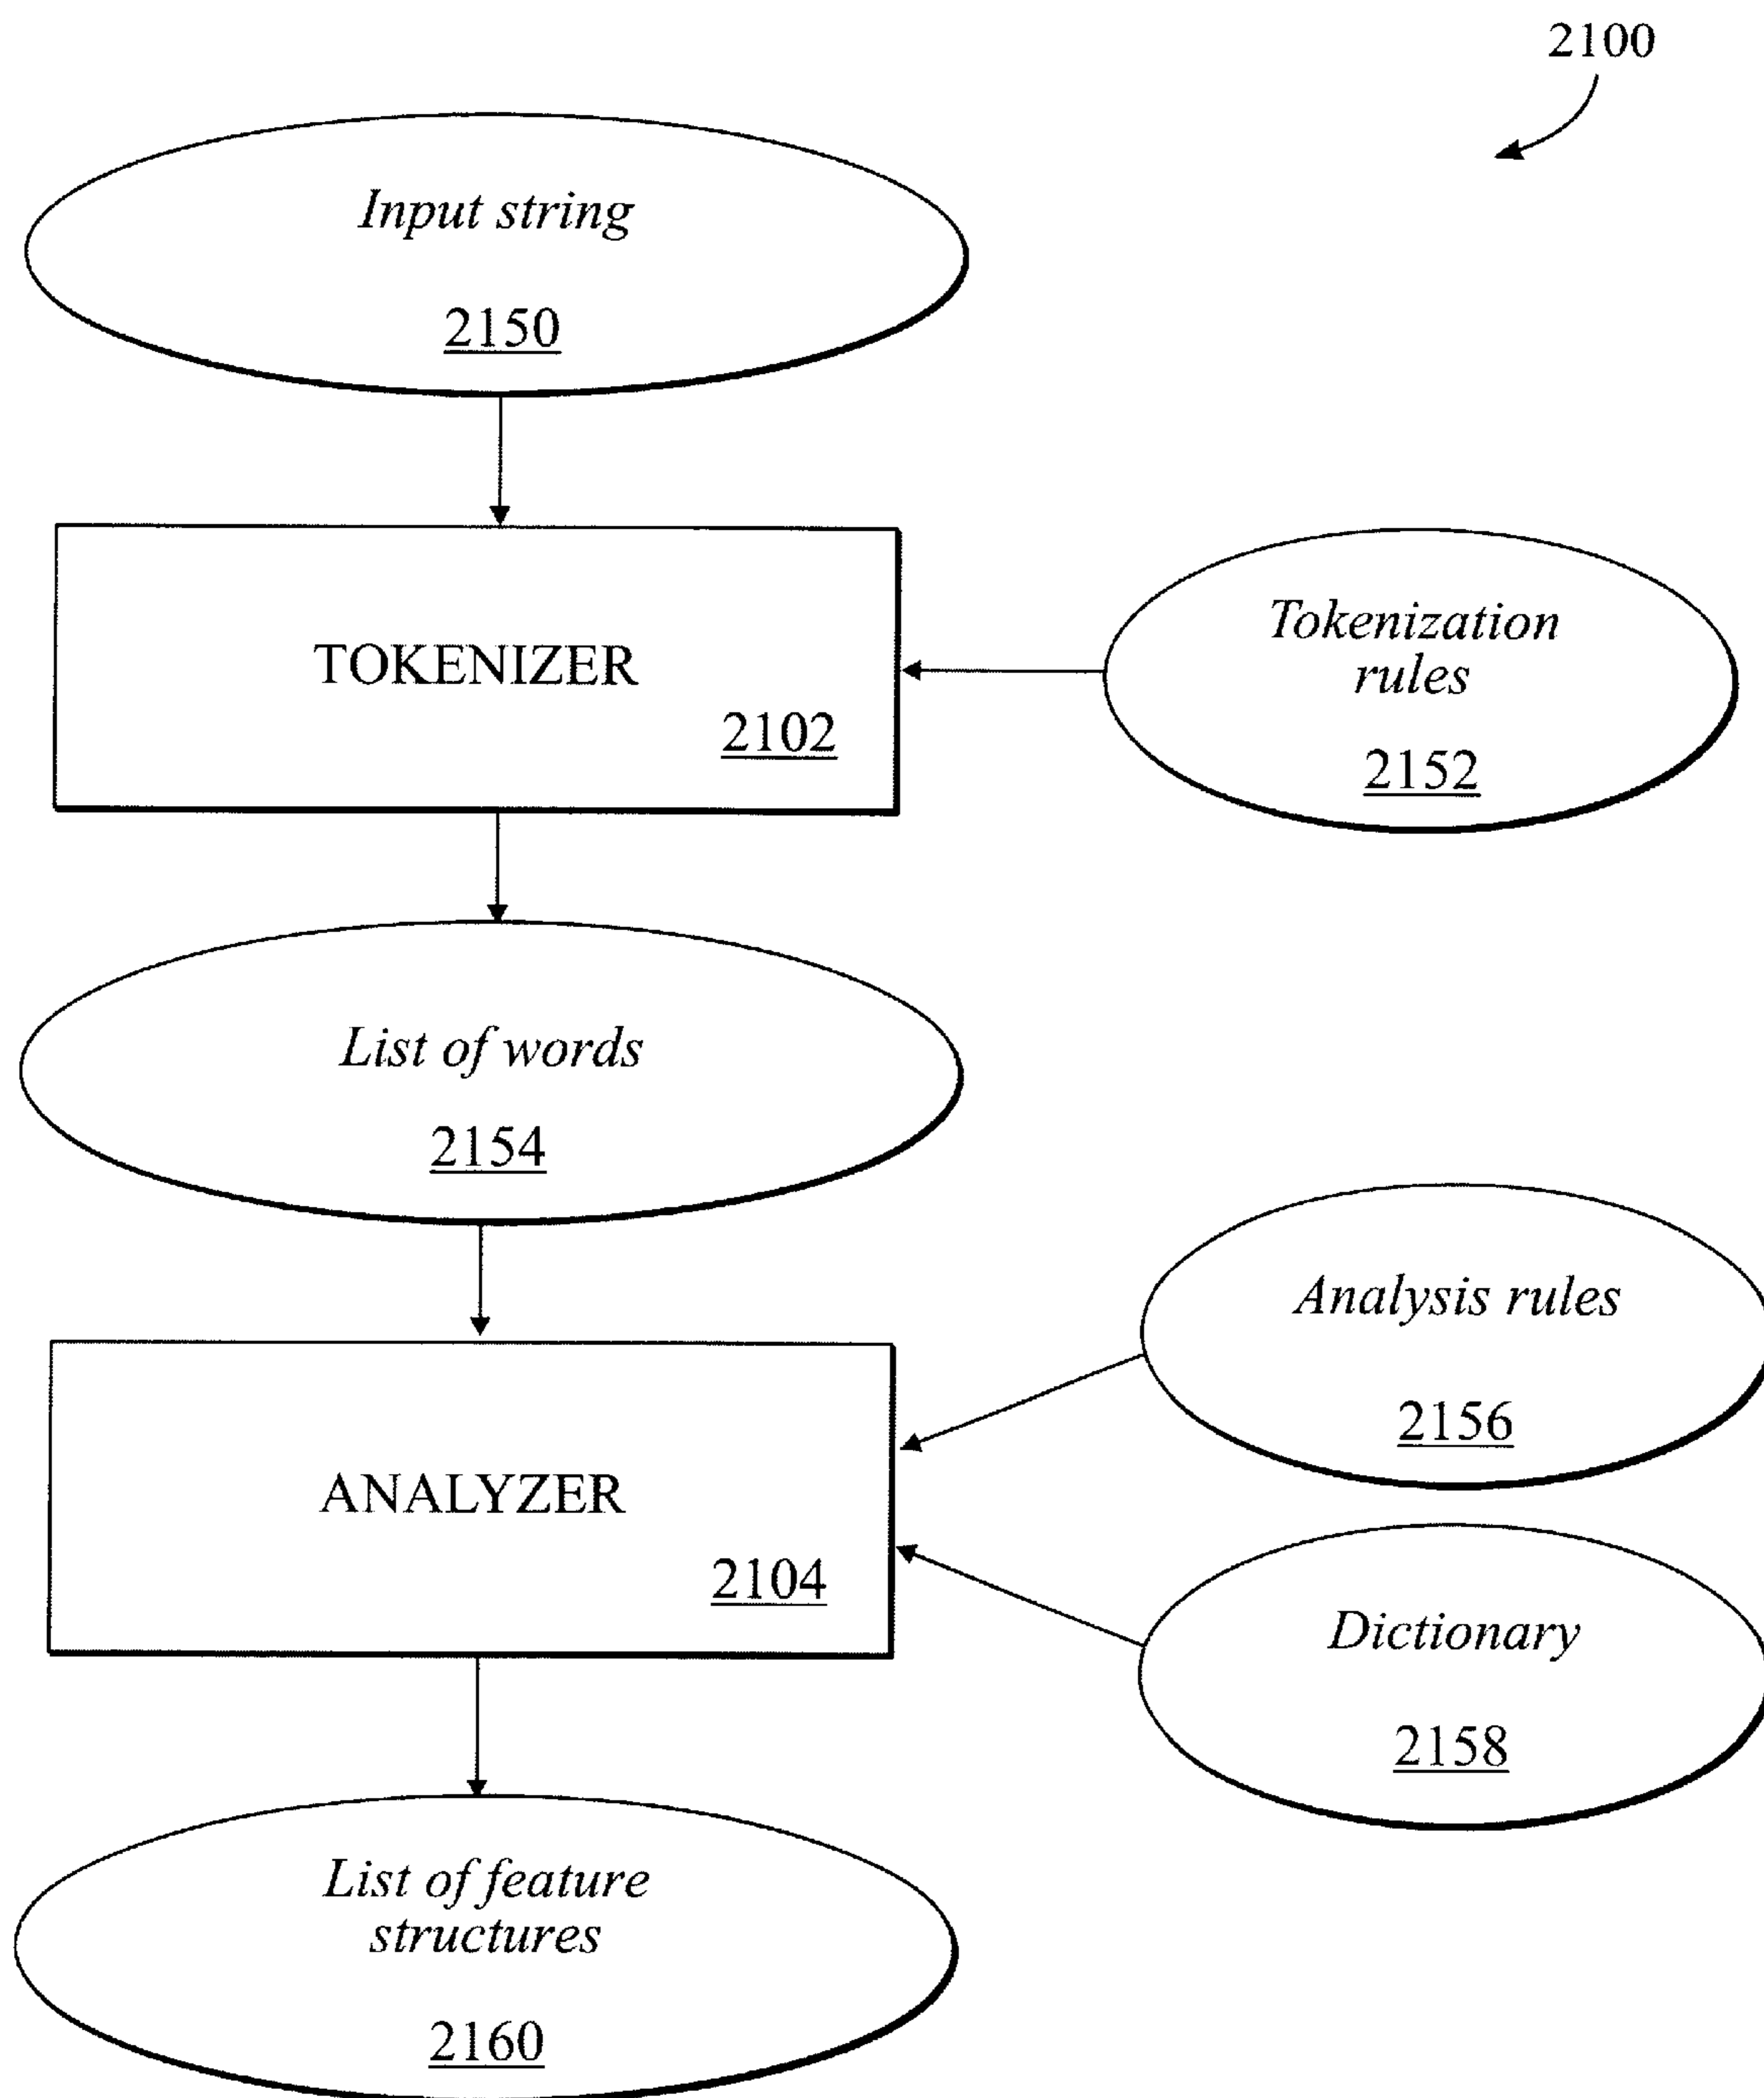 2100
Input string
2150
TOKENIZER
2102
Tokenization
rules
2152
List of words
2154
Analysis rules
2156
ANALYZER
2104
Dictionary
2158
List of feature
structures
2160